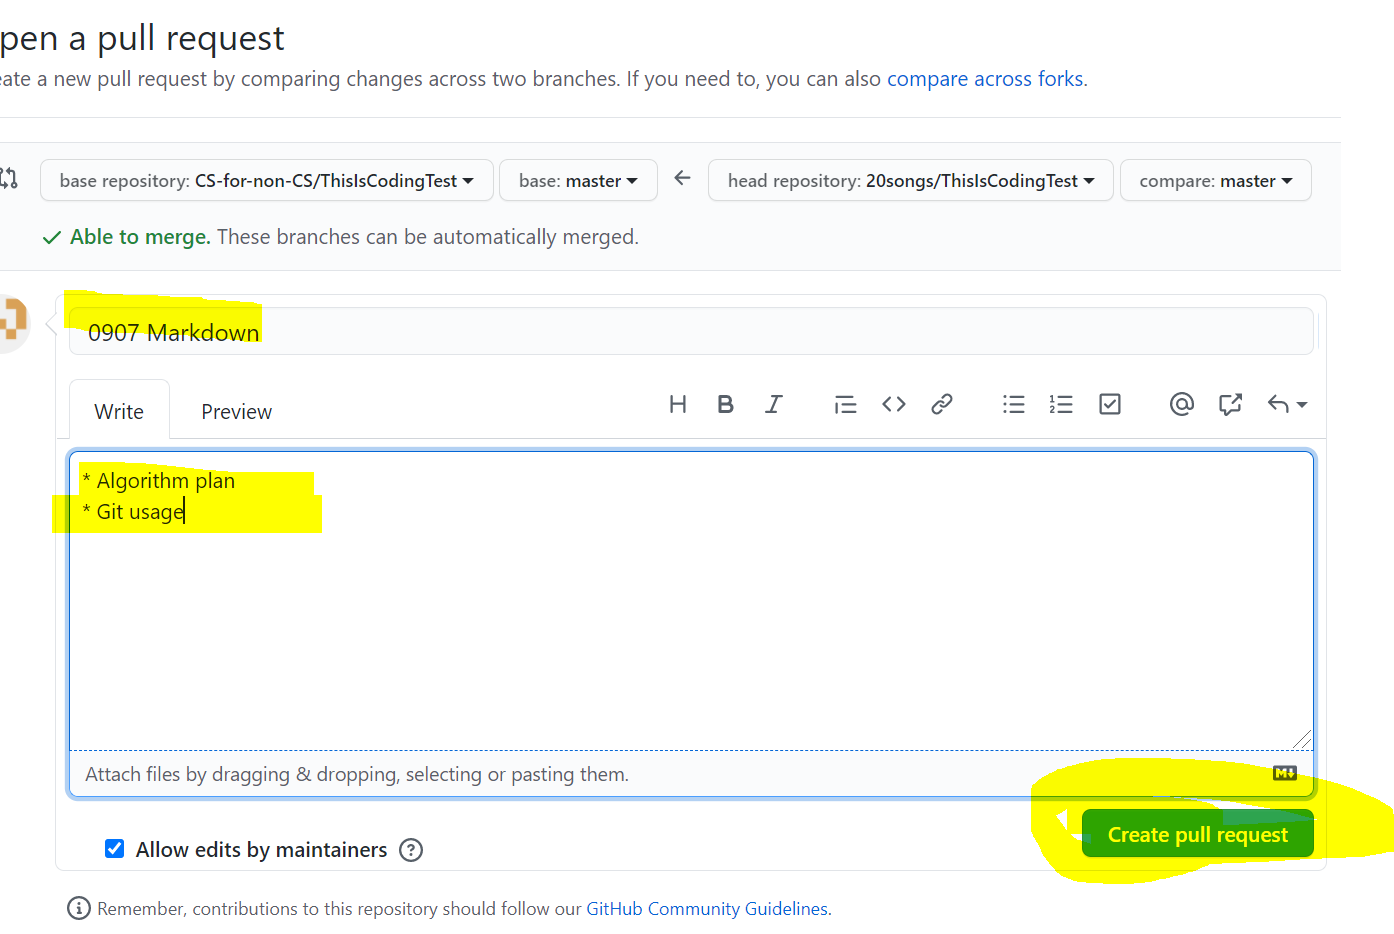 pen a pull request
eate a new pull request by comparing changes across two branches. If you need to, you can also compare across forks.
base repository: CS-for-non-CS/ThisIsCodingTest base: master ← head repository: 20songs/ThisIsCodingTest compare: master
✓ Able to merge. These branches can be automatically merged.
0907 Markdown
Write Preview
* Algorithm plan
* Git usage
Attach files by dragging & dropping, selecting or pasting them.
Create pull request
Allow edits by maintainers
Remember, contributions to this repository should follow our GitHub Community Guidelines.